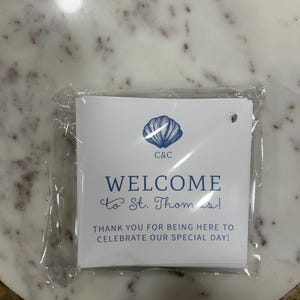 C&C
WELCOME
to St. Thomas!
THANK YOU FOR BEING HERE TO
CELEBRATE OUR SPECIAL DAY!